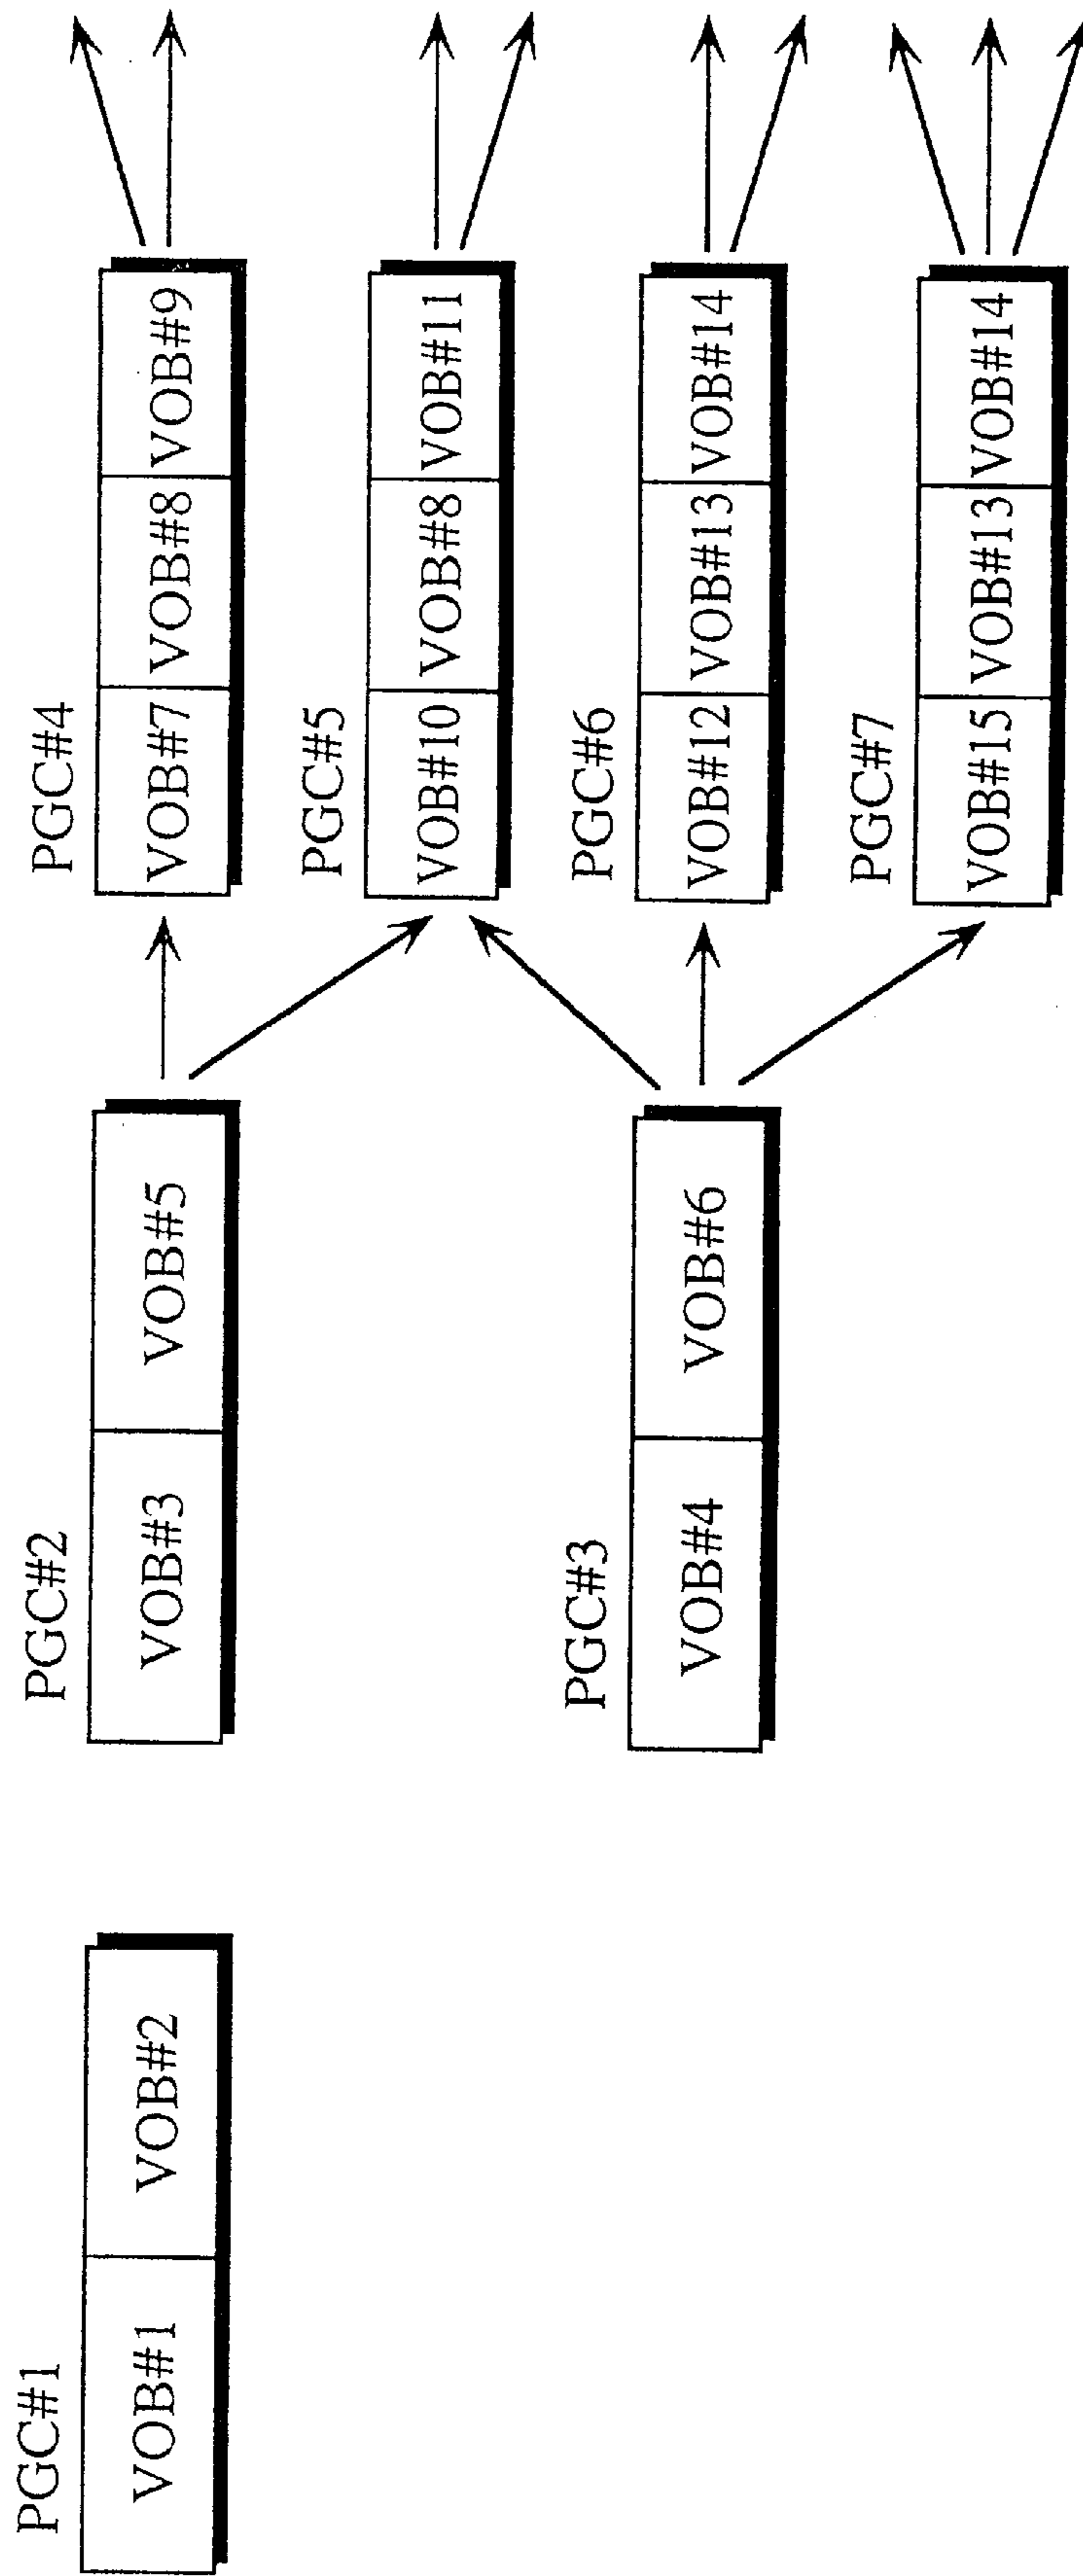 PGC#1
VOB#1 VOB#2
PGC#2
VOB#3 VOB#5
PGC#3
VOB#4 VOB#6
PGC#4
VOB#7 VOB#8 VOB#9
PGC#5
VOB#10 VOB#8 VOB#11
PGC#6
VOB#12 VOB#13 VOB#14
PGC#7
VOB#15 VOB#13 VOB#14